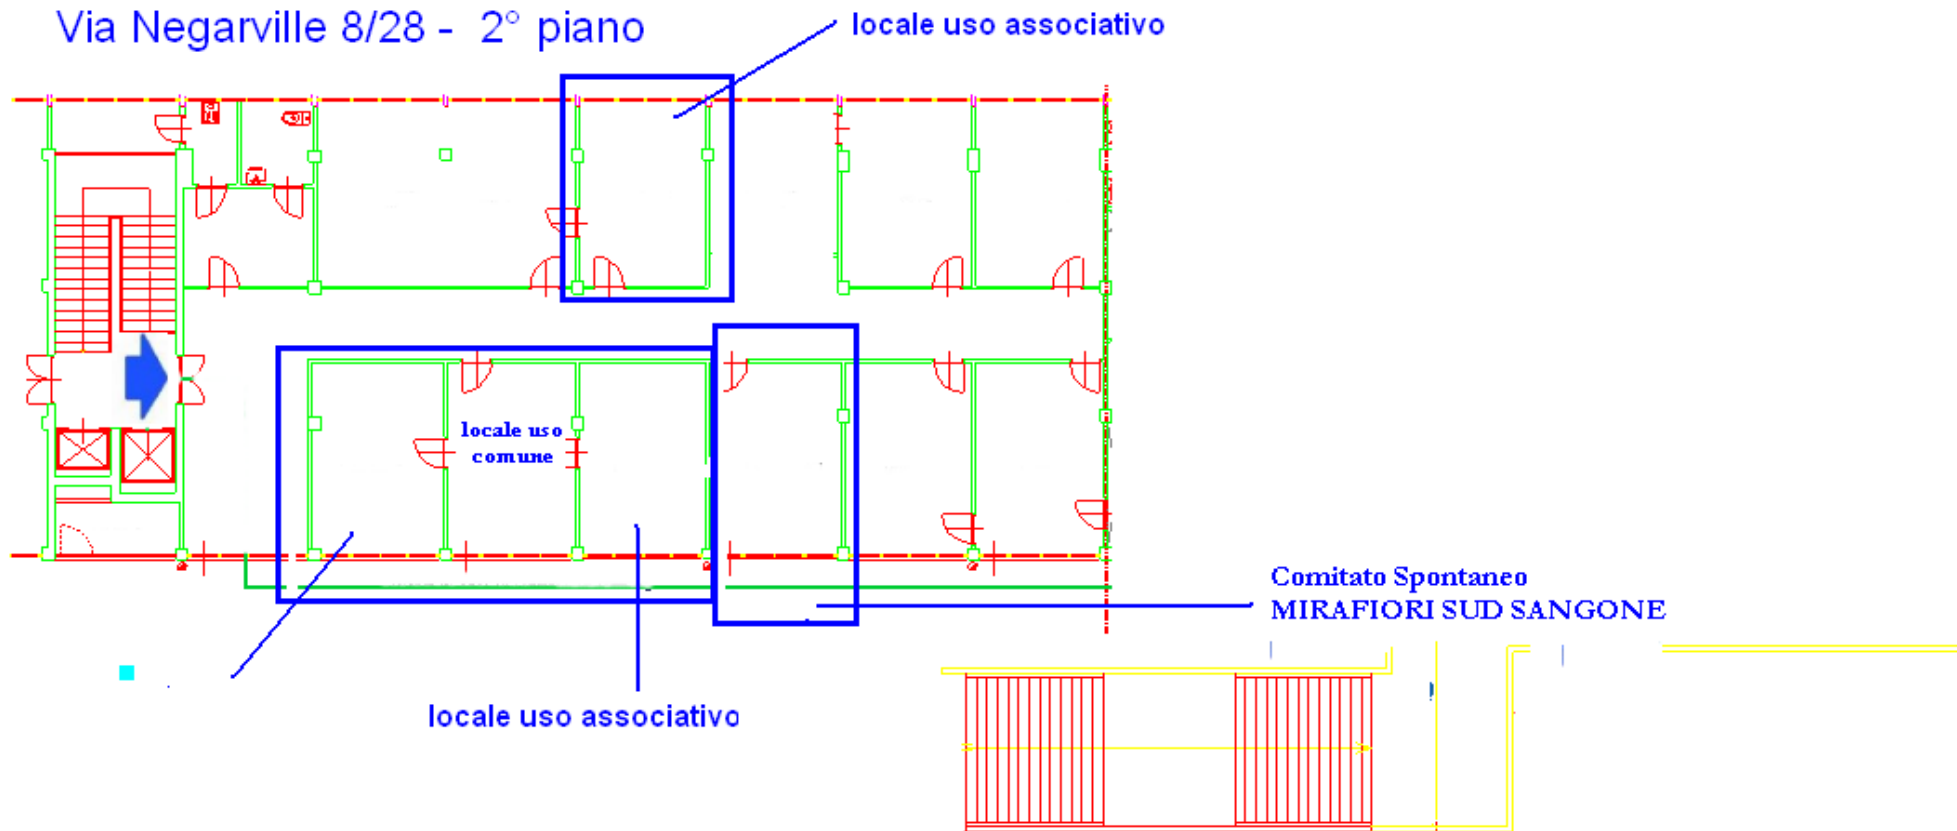 Via Negarville 8/28 - 2° piano
locale uso associativo
locale uso
comune
Comitato Spontaneo
MIRAFIORI SUD SANGONE
locale uso associativo